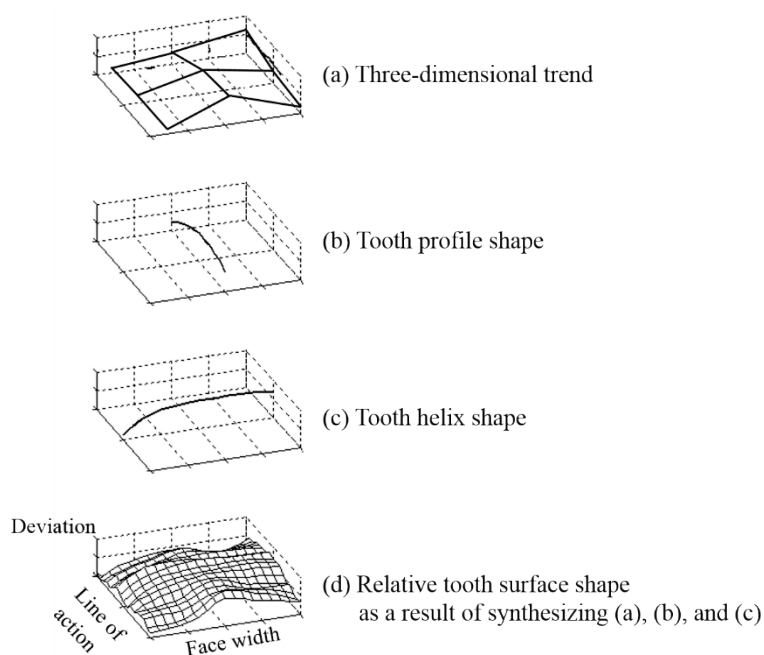 (a) Three-dimensional trend
(b) Tooth profile shape
(c) Tooth helix shape
Deviation
Line of
action
Face width
(d) Relative tooth surface shape
as a result of synthesizing (a), (b), and (c)